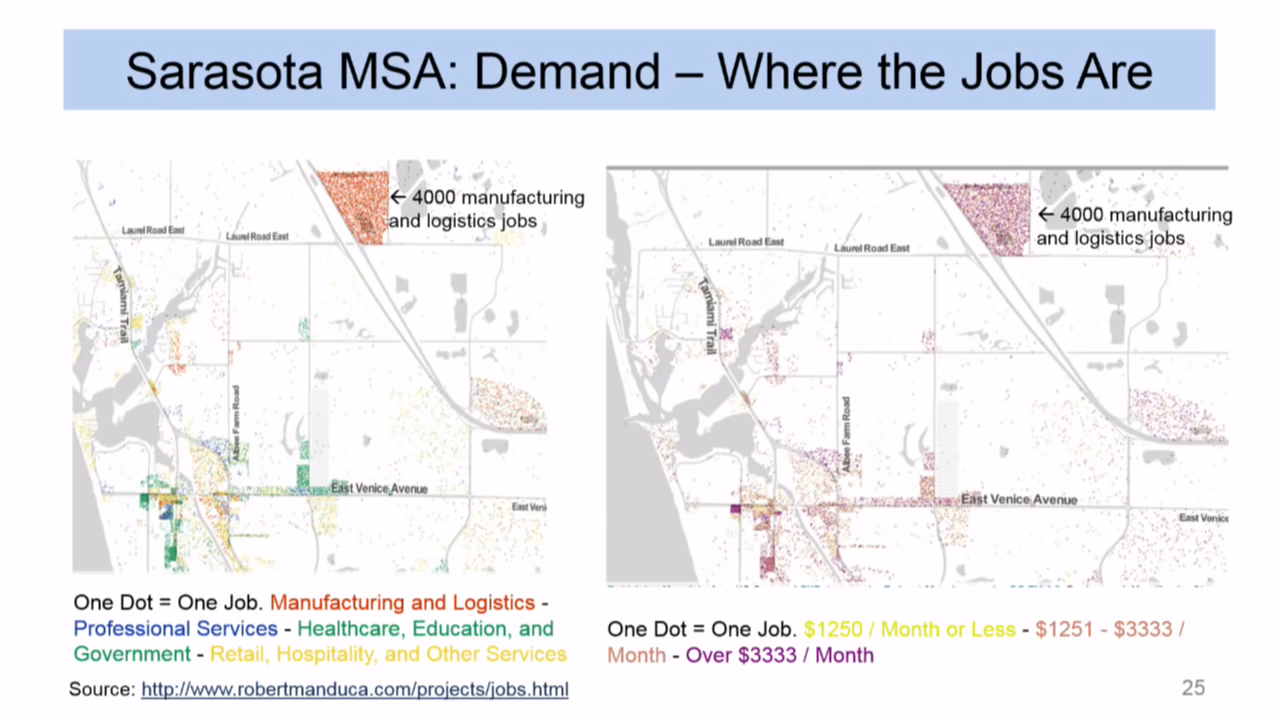 Sarasota MSA: Demand – Where the Jobs Are
← 4000 manufacturing
and logistics jobs
Laurel Road East
Laurel Road East
Tamiami Trail
Albee Farm Road
East Venice Avenue
East Veni
← 4000 manufacturing
and logistics jobs
Laurel Road East
Laurel Road East
Tamiami Trail
Albee Farm Road
East Venice Avenue
East Venice
One Dot = One Job. Manufacturing and Logistics -
Professional Services - Healthcare, Education, and
Government - Retail, Hospitality, and Other Services
One Dot = One Job. $1250 / Month or Less - $1251 - $3333 /
Month - Over $3333 / Month
Source: http://www.robertmanduca.com/projects/jobs.html
25